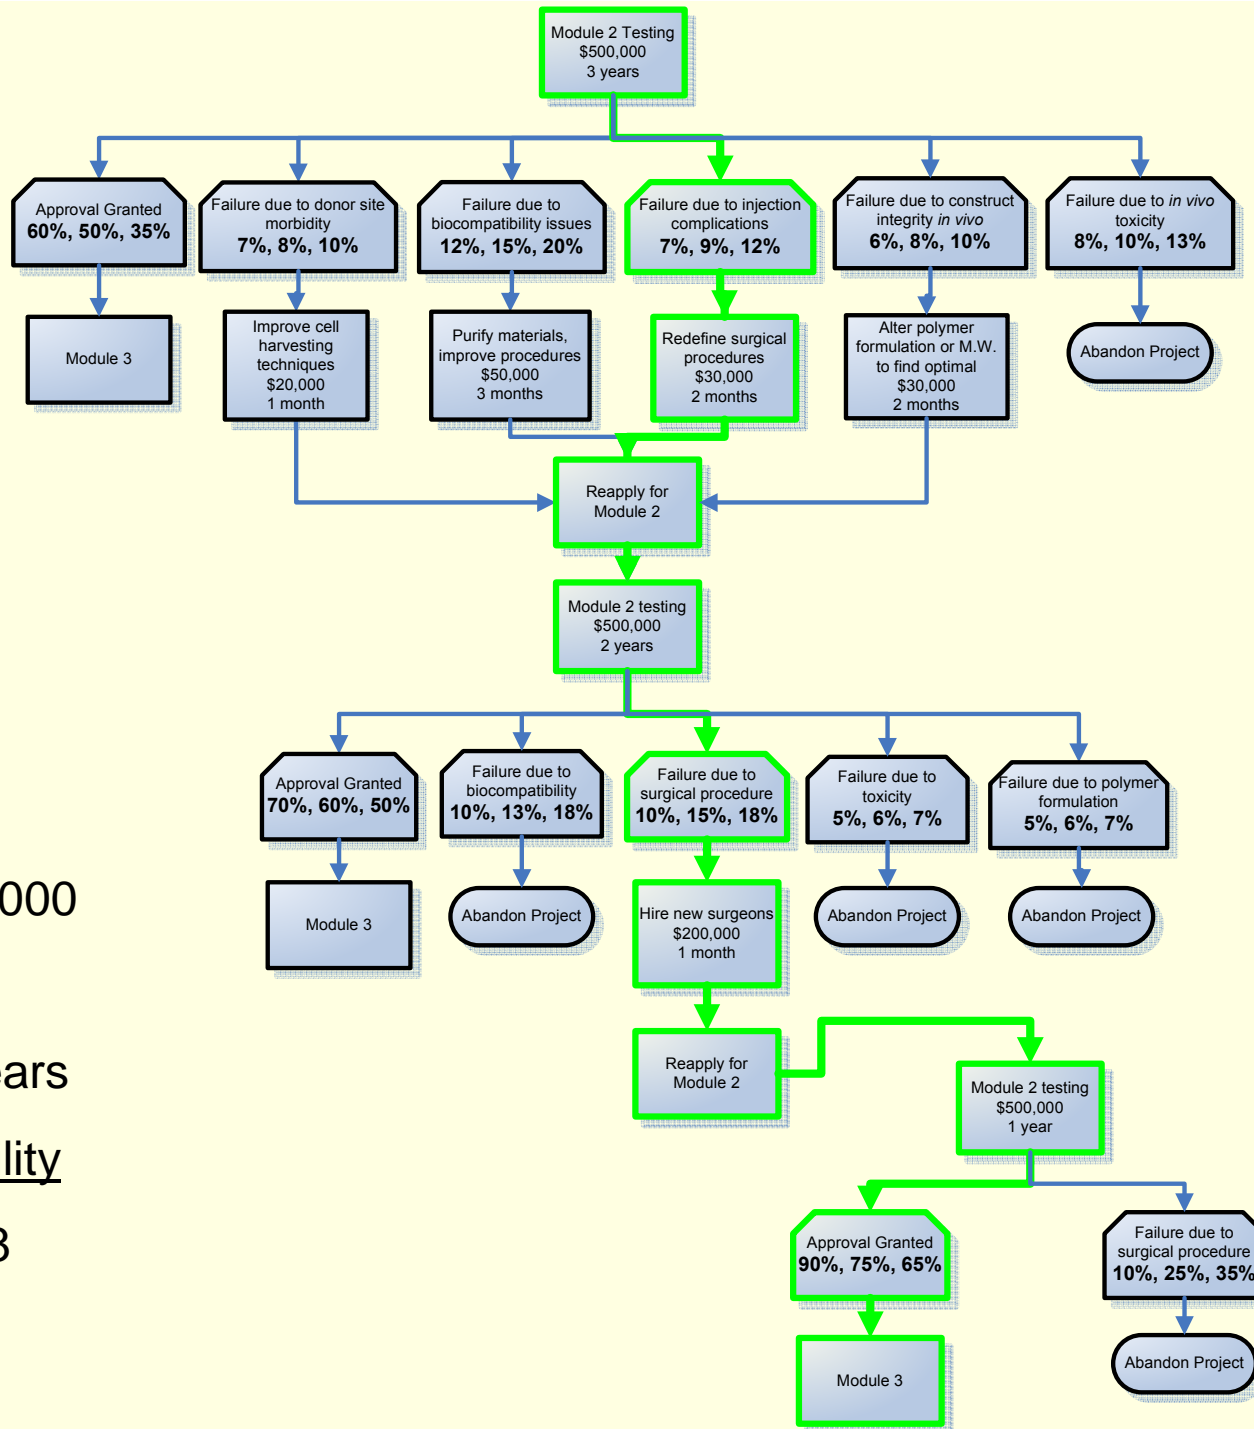 Module 2 Testing
$500,000
3 years
Approval Granted
60%, 50%, 35%
Failure due to donor site
morbidity
7%, 8%, 10%
Failure due to
biocompatibility issues
12%, 15%, 20%
Failure due to injection
complications
7%, 9%, 12%
Failure due to construct
integrity in vivo
6%, 8%, 10%
Failure due to in vivo
toxicity
8%, 10%, 13%
Module 3
Improve cell
harvesting
techniques
$20,000
1 month
Purify materials,
improve procedures
$50,000
3 months
Redefine surgical
procedures
$30,000
2 months
Alter polymer
formulation or M.W.
to find optimal
$30,000
2 months
Abandon Project
Reapply for
Module 2
Module 2 testing
$500,000
2 years
Approval Granted
70%, 60%, 50%
Failure due to
biocompatibility
10%, 13%, 18%
Failure due to
surgical procedure
10%, 15%, 18%
Failure due to
toxicity
5%, 6%, 7%
Failure due to polymer
formulation
5%, 6%, 7%
Module 3
Abandon Project
Hire new surgeons
$200,000
1 month
Abandon Project
Abandon Project
000
ears
lity
3
Reapply for
Module 2
Module 2 testing
$500,000
1 year
Approval Granted
90%, 75%, 65%
Failure due to
surgical procedure
10%, 25%, 35%
Module 3
Abandon Project